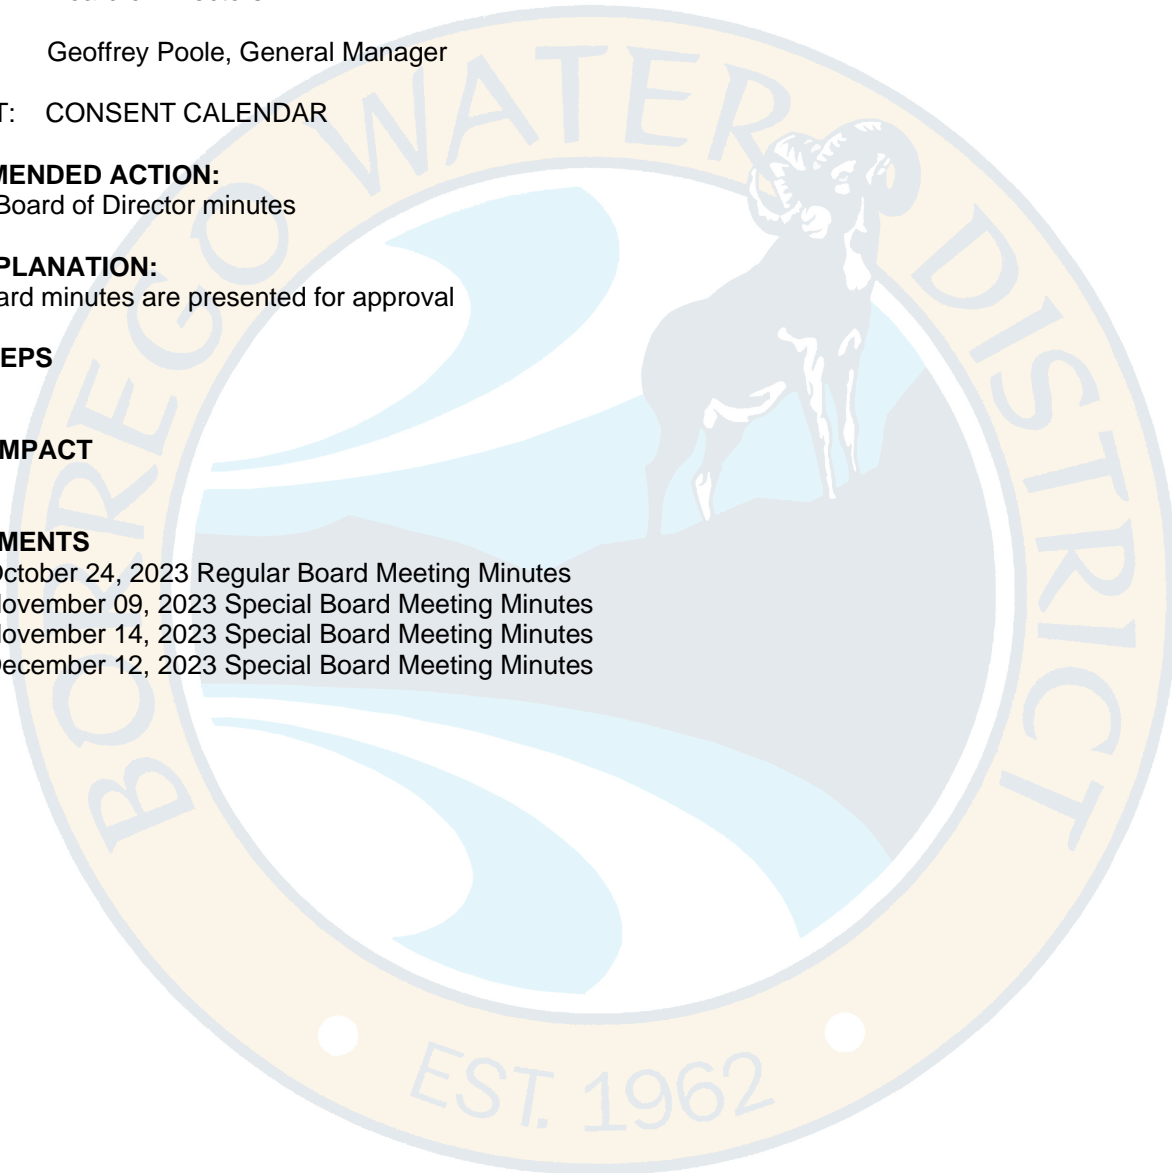 Geoffrey Poole, General Manager
T: CONSENT CALENDAR
MENDED ACTION:
Board of Director minutes
PLANATION:
ard minutes are presented for approval
EPS
MPACT
MENTS
October 24, 2023 Regular Board Meeting Minutes
November 09, 2023 Special Board Meeting Minutes
November 14, 2023 Special Board Meeting Minutes
December 12, 2023 Special Board Meeting Minutes
BORREGO WATER DISTRICT
EST. 1962